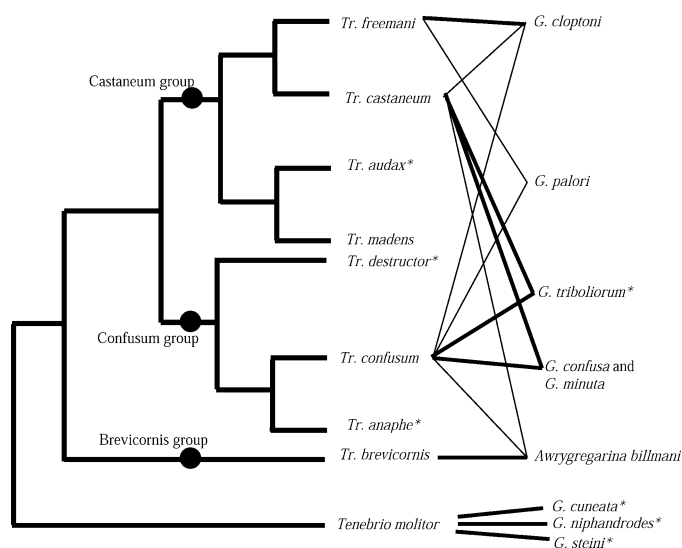 Tr. freemani
G. cloptoni
Castaneum group
Tr. castaneum
Tr. audax*
G. palori
Tr. madens
Tr. destructor*
G. triboliorum*
Confusum group
Tr. confusum
G. confusa and
G. minuta
Tr. anaphe*
Brevicornis group
Tr. brevicornis
Awrygregarina billmani
G. cuneata*
Tenebrio molitor
G. niphandrodes*
G. steini*